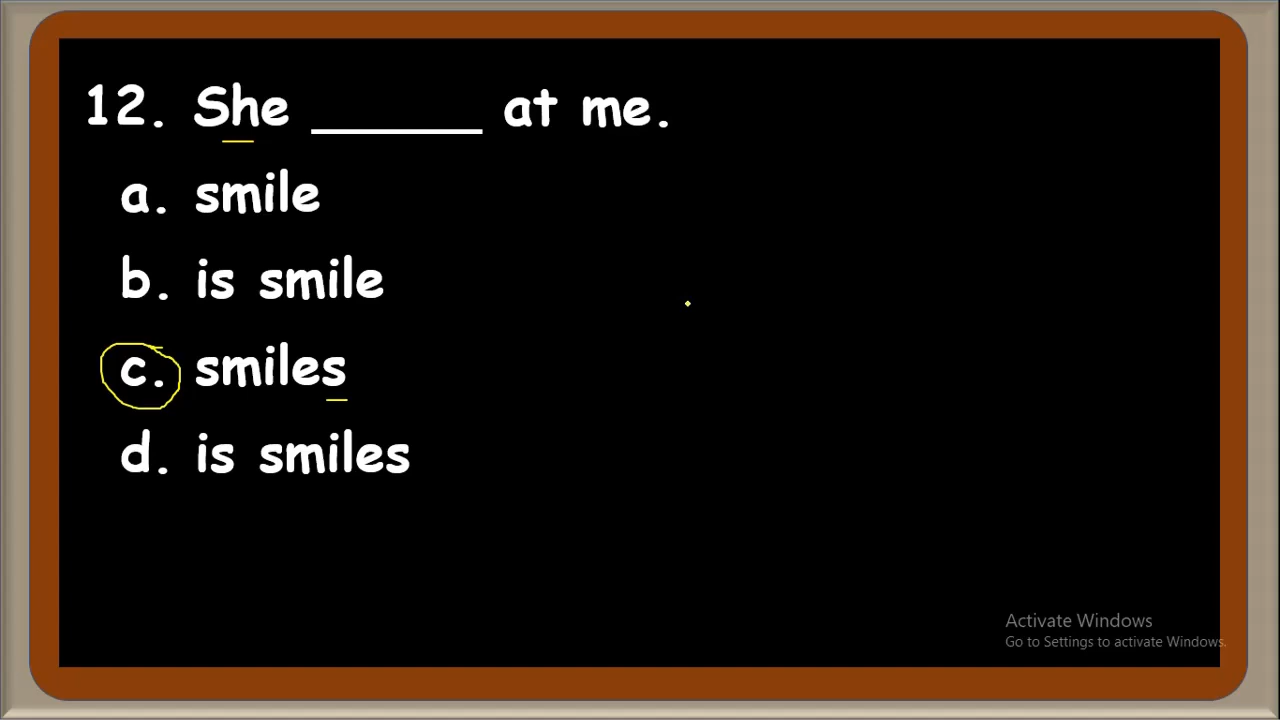 12. She ______ at me.
a. smile
b. is smile
c. smiles
d. is smiles
Activate Windows
Go to Settings to activate Windows.